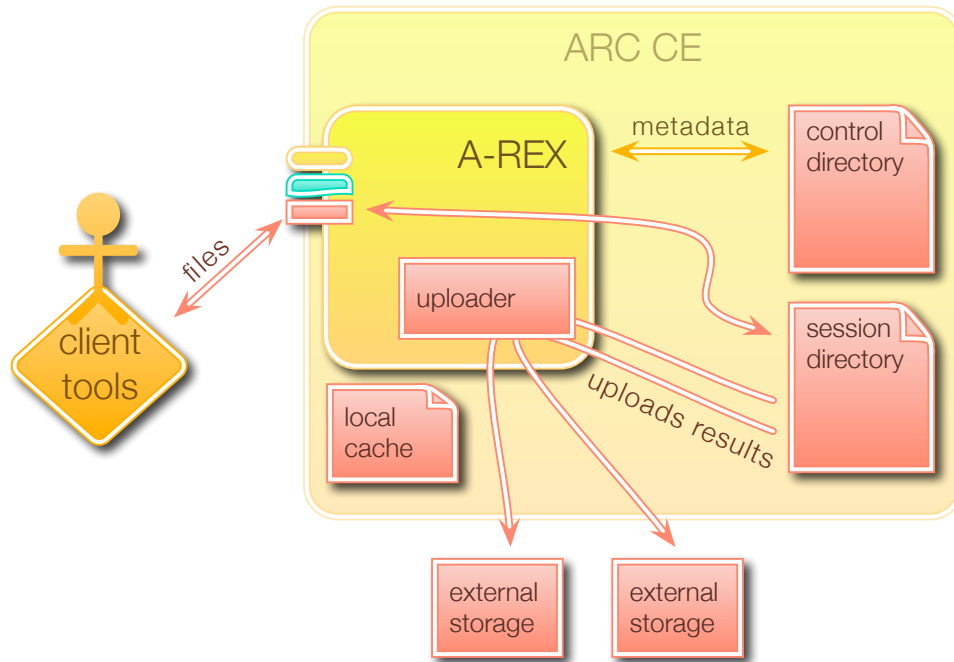 ARC CE
A-REX
metadata
control
directory
files
uploader
client
tools
session
directory
uploads results
local
cache
external
storage
external
storage